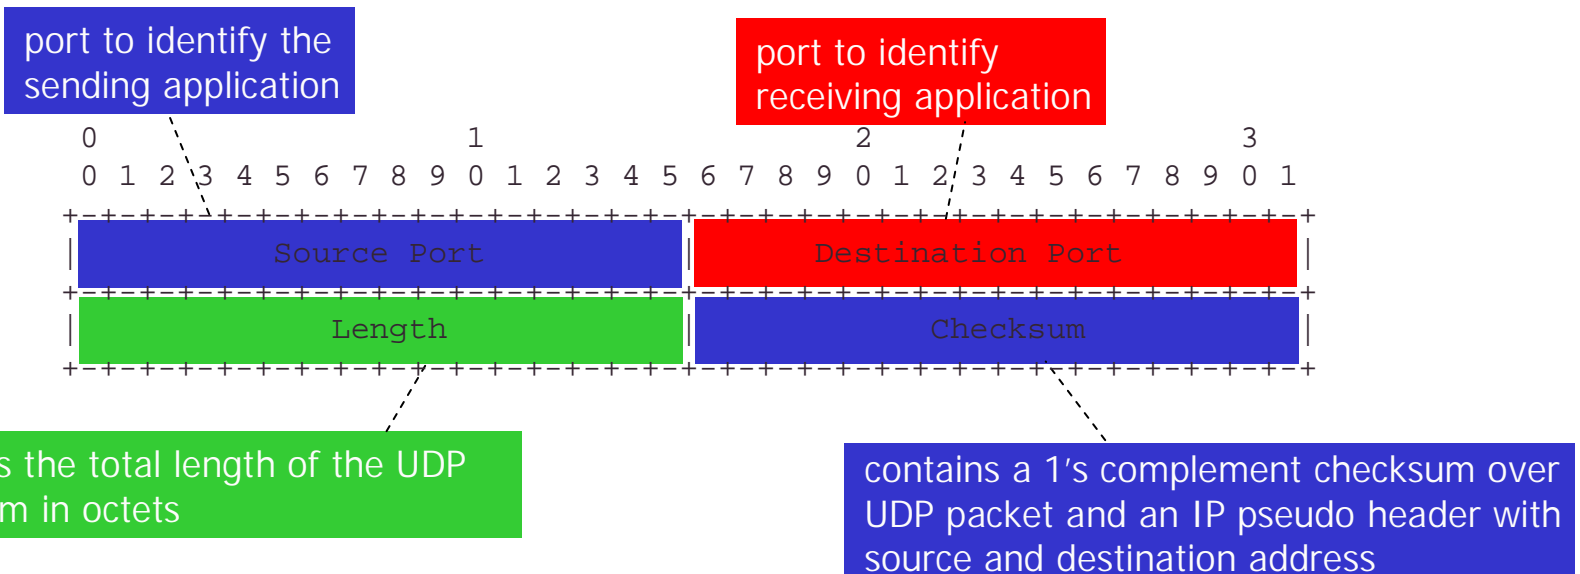 port to identify the
sending application
port to identify
receiving application
0 1 2 3
0 1 2 3 4 5 6 7 8 9 0 1 2 3 4 5 6 7 8 9 0 1 2 3 4 5 6 7 8 9 0 1
+-+-+-+-+-+-+-+-+-+-+-+-+-+-+-+-+-+-+-+-+-+-+-+-+-+-+-+-+-+-+-+-+
| Source Port | Destination Port |
+-+-+-+-+-+-+-+-+-+-+-+-+-+-+-+-+-+-+-+-+-+-+-+-+-+-+-+-+-+-+-+-+
| Length | Checksum |
+-+-+-+-+-+-+-+-+-+-+-+-+-+-+-+-+-+-+-+-+-+-+-+-+-+-+-+-+-+-+-+-+
s the total length of the UDP
m in octets
contains a 1's complement checksum over
UDP packet and an IP pseudo header with
source and destination address